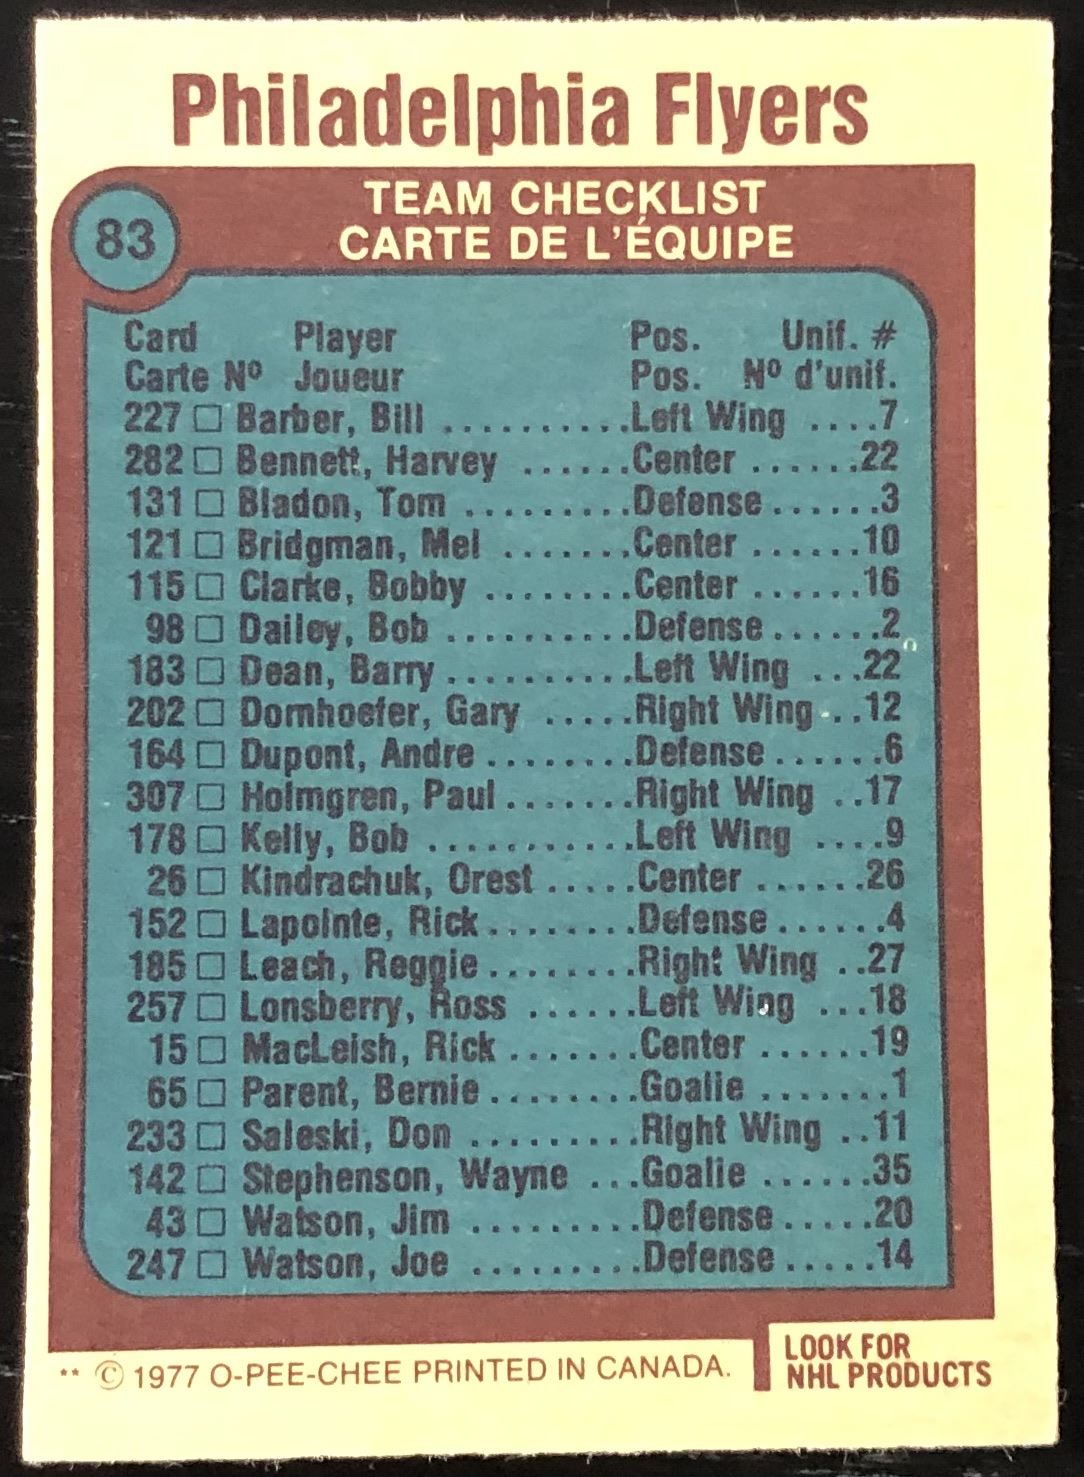 Philadelphia Flyers
83
TEAM CHECKLIST
CARTE DE L'ÉQUIPE
Card Player Pos. Unif. #
Carte Nº Joueur Pos. Nº d'unif.
227 □ Barber, Bill ..........Left Wing ....7
282 □ Bennett, Harvey ......Center ......22
131 □ Bladon, Tom .........Defense......3
121 □ Bridgman, Mel .......Center ......10
115 □ Clarke, Bobby ........Center ......16
98 □ Dailey, Bob ..........Defense......2
183 □ Dean, Barry ..........Left Wing ...22
202 □ Dornhoefer, Gary .....Right Wing ...12
164 □ Dupont, Andre ........Defense......6
307 □ Holmgren, Paul .......Right Wing ..17
178 □ Kelly, Bob ...........Left Wing ....9
26 □ Kindrachuk, Orest .....Center ......26
152 □ Lapointe, Rick ........Defense......4
185 □ Leach, Reggie ........Right Wing ..27
257 □ Lonsberry, Ross ......Left Wing ...18
15 □ MacLeish, Rick .......Center ......19
65 □ Parent, Bernie ........Goalie .......1
233 □ Saleski, Don .........Right Wing ..11
142 □ Stephenson, Wayne ...Goalie ......35
43 □ Watson, Jim .........Defense.....20
247 □ Watson, Joe .........Defense.....14
** © 1977 O-PEE-CHEE PRINTED IN CANADA.
LOOK FOR
NHL PRODUCTS